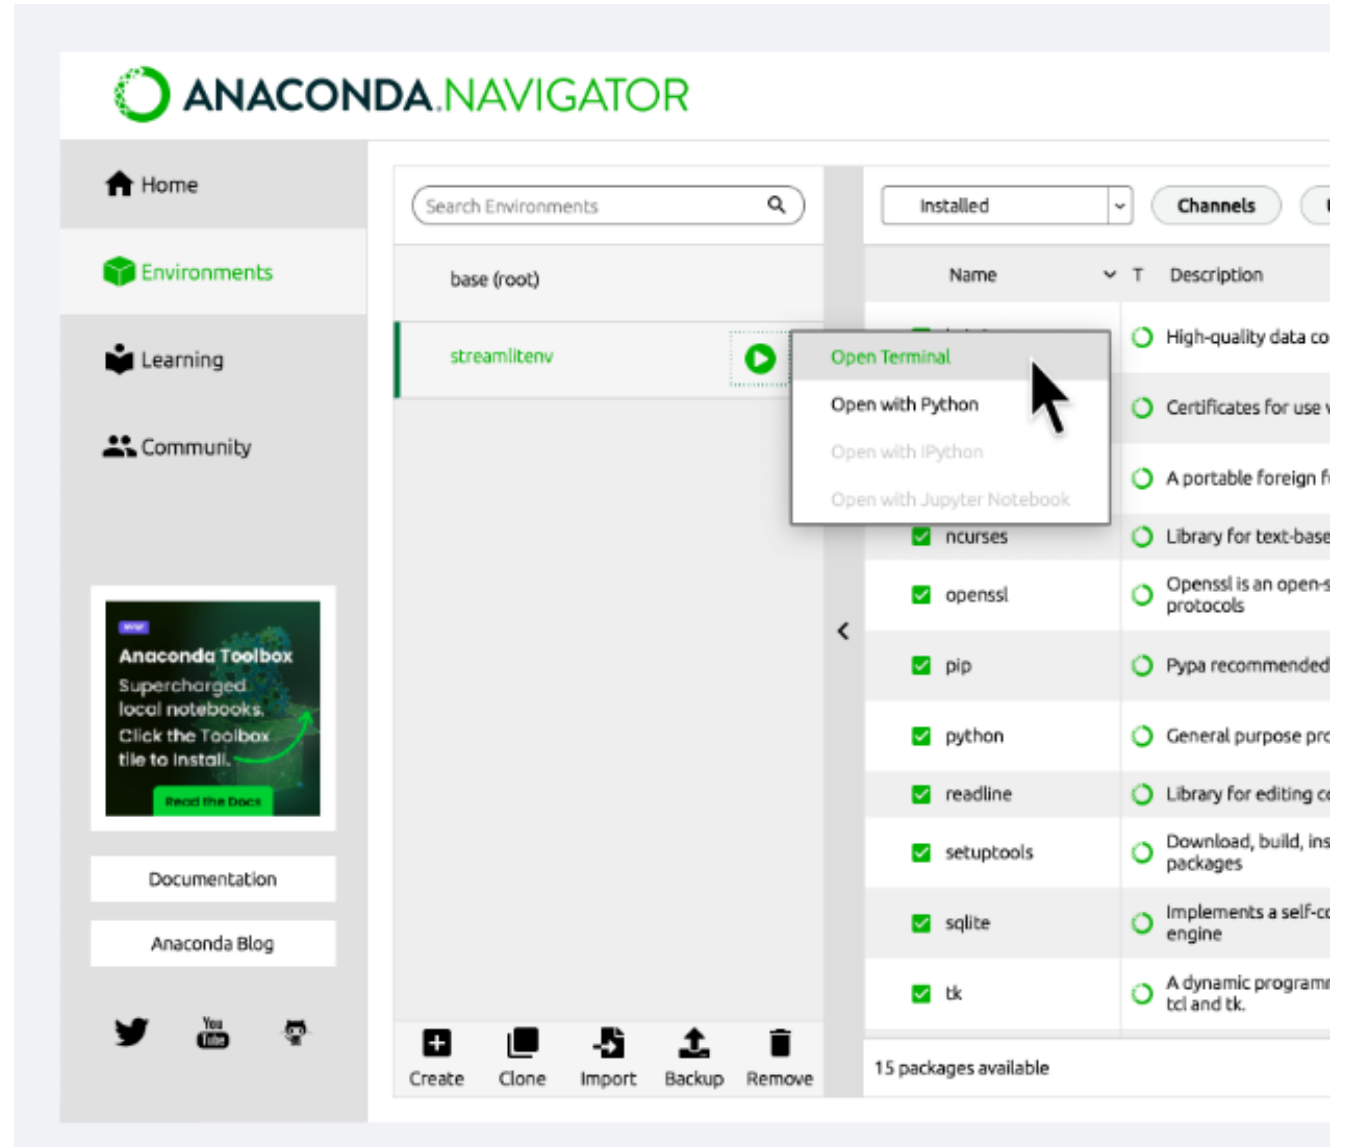 ANACONDA.NAVIGATOR
Home
Environments
Learning
Community
Anaconda Toolbox
Supercharged
local notebooks.
Click the Toolbox
tile to Install.
Read the Docs
Documentation
Anaconda Blog
You
Tube
Search Environments
base (root)
streamlitenv
Open Terminal
Open with Python
Open with IPython
Open with Jupyter Notebook
Create Clone Import Backup Remove
Installed Channels
Name T Description
High-quality data co
Certificates for use
A portable foreign f
ncurses Library for text-base
openssl Openssl is an open-s
protocols
pip Pypa recommended
python General purpose pro
readline Library for editing co
setuptools Download, build, ins
packages
sqlite Implements a self-co
engine
tk A dynamic program
tcl and tk.
15 packages available